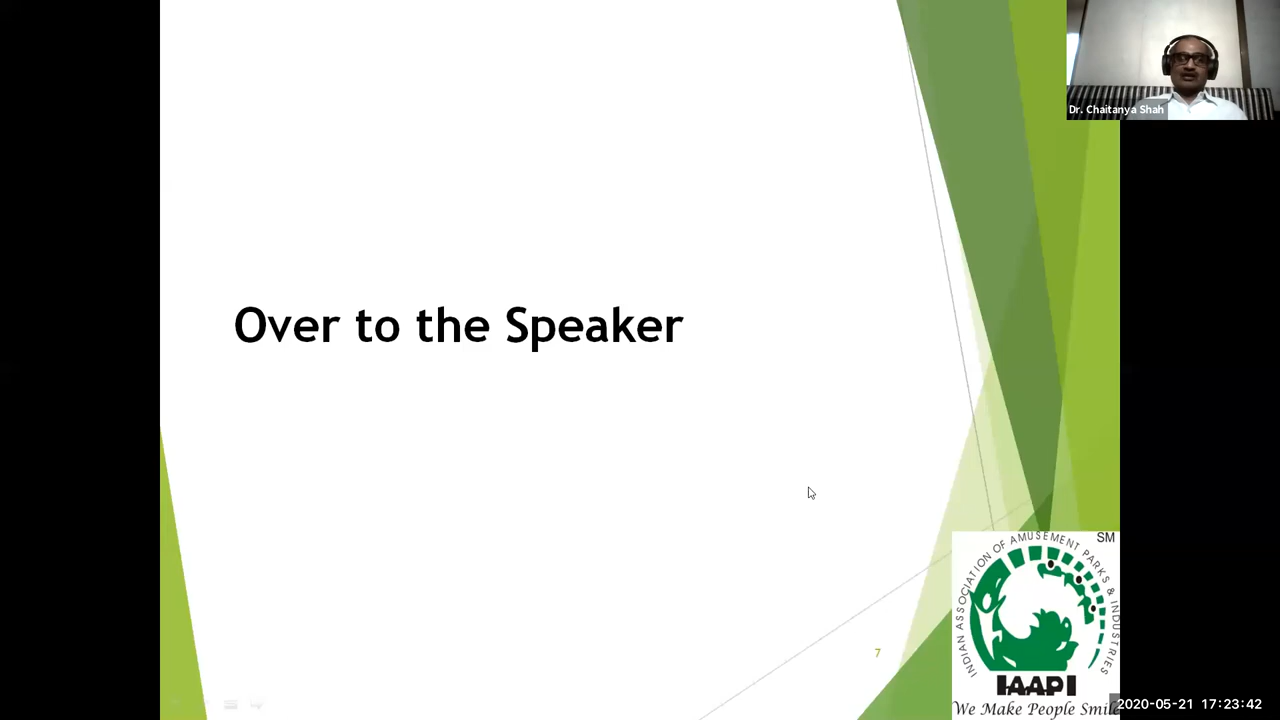 Dr. Chaitanya Shah
Over to the Speaker
SM
INDIAN ASSOCIATION OF AMUSEMENT PARKS & INDUSTRIES
7
IAAPI
We Make People Smile
2020-05-21 17:23:42